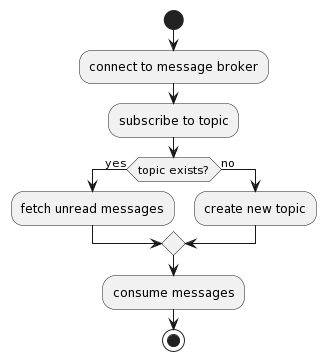 connect to message broker
subscribe to topic
topic exists?
yes
no
fetch unread messages
create new topic
consume messages